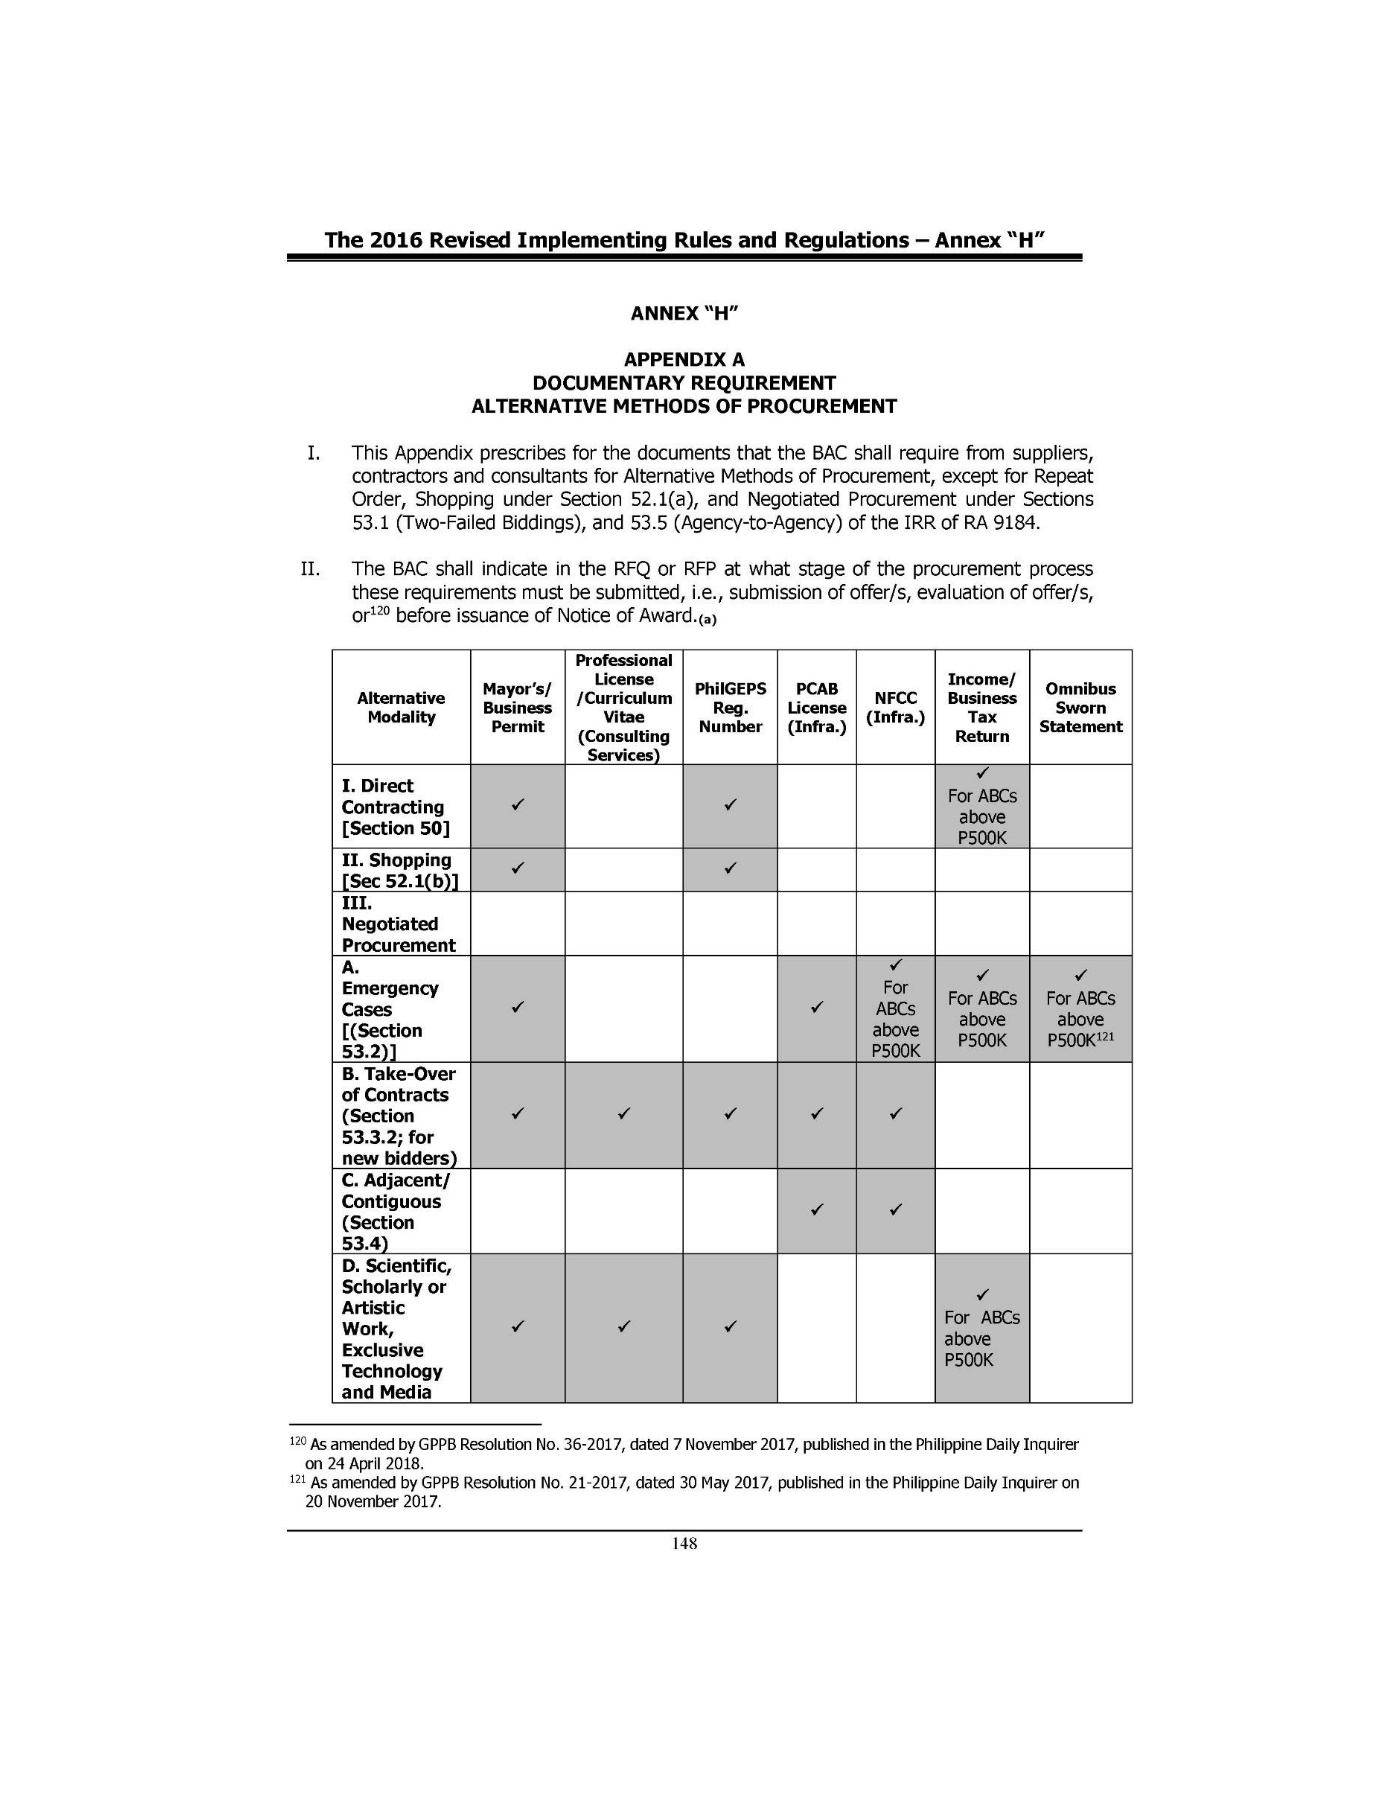 The 2016 Revised Implementing Rules and Regulations – Annex “H”
ANNEX “H”
APPENDIX A
DOCUMENTARY REQUIREMENT
ALTERNATIVE METHODS OF PROCUREMENT
I. This Appendix prescribes for the documents that the BAC shall require from suppliers,
contractors and consultants for Alternative Methods of Procurement, except for Repeat
Order, Shopping under Section 52.1(a), and Negotiated Procurement under Sections
53.1 (Two-Failed Biddings), and 53.5 (Agency-to-Agency) of the IRR of RA 9184.
II. The BAC shall indicate in the RFQ or RFP at what stage of the procurement process
these requirements must be submitted, i.e., submission of offer/s, evaluation of offer/s,
or120 before issuance of Notice of Award.(a)
Alternative
Modality
Mayor’s/
Business
Permit
Professional
License
/Curriculum
Vitae
(Consulting
Services)
PhilGEPS
Reg.
Number
PCAB
License
(Infra.)
NFCC
(Infra.)
Income/
Business
Tax
Return
Omnibus
Sworn
Statement
I. Direct
Contracting
[Section 50]
✓
✓
✓
For ABCs
above
P500K
II. Shopping
[Sec 52.1(b)]
✓
✓
III.
Negotiated
Procurement
A.
Emergency
Cases
[(Section
53.2)]
✓
✓
✓
For
ABCs
above
P500K
✓
For ABCs
above
P500K
✓
For ABCs
above
P500K121
B. Take-Over
of Contracts
(Section
53.3.2; for
new bidders)
✓
✓
✓
✓
✓
C. Adjacent/
Contiguous
(Section
53.4)
✓
✓
D. Scientific,
Scholarly or
Artistic
Work,
Exclusive
Technology
and Media
✓
✓
✓
✓
For ABCs
above
P500K
120 As amended by GPPB Resolution No. 36-2017, dated 7 November 2017, published in the Philippine Daily Inquirer
on 24 April 2018.
121 As amended by GPPB Resolution No. 21-2017, dated 30 May 2017, published in the Philippine Daily Inquirer on
20 November 2017.
148